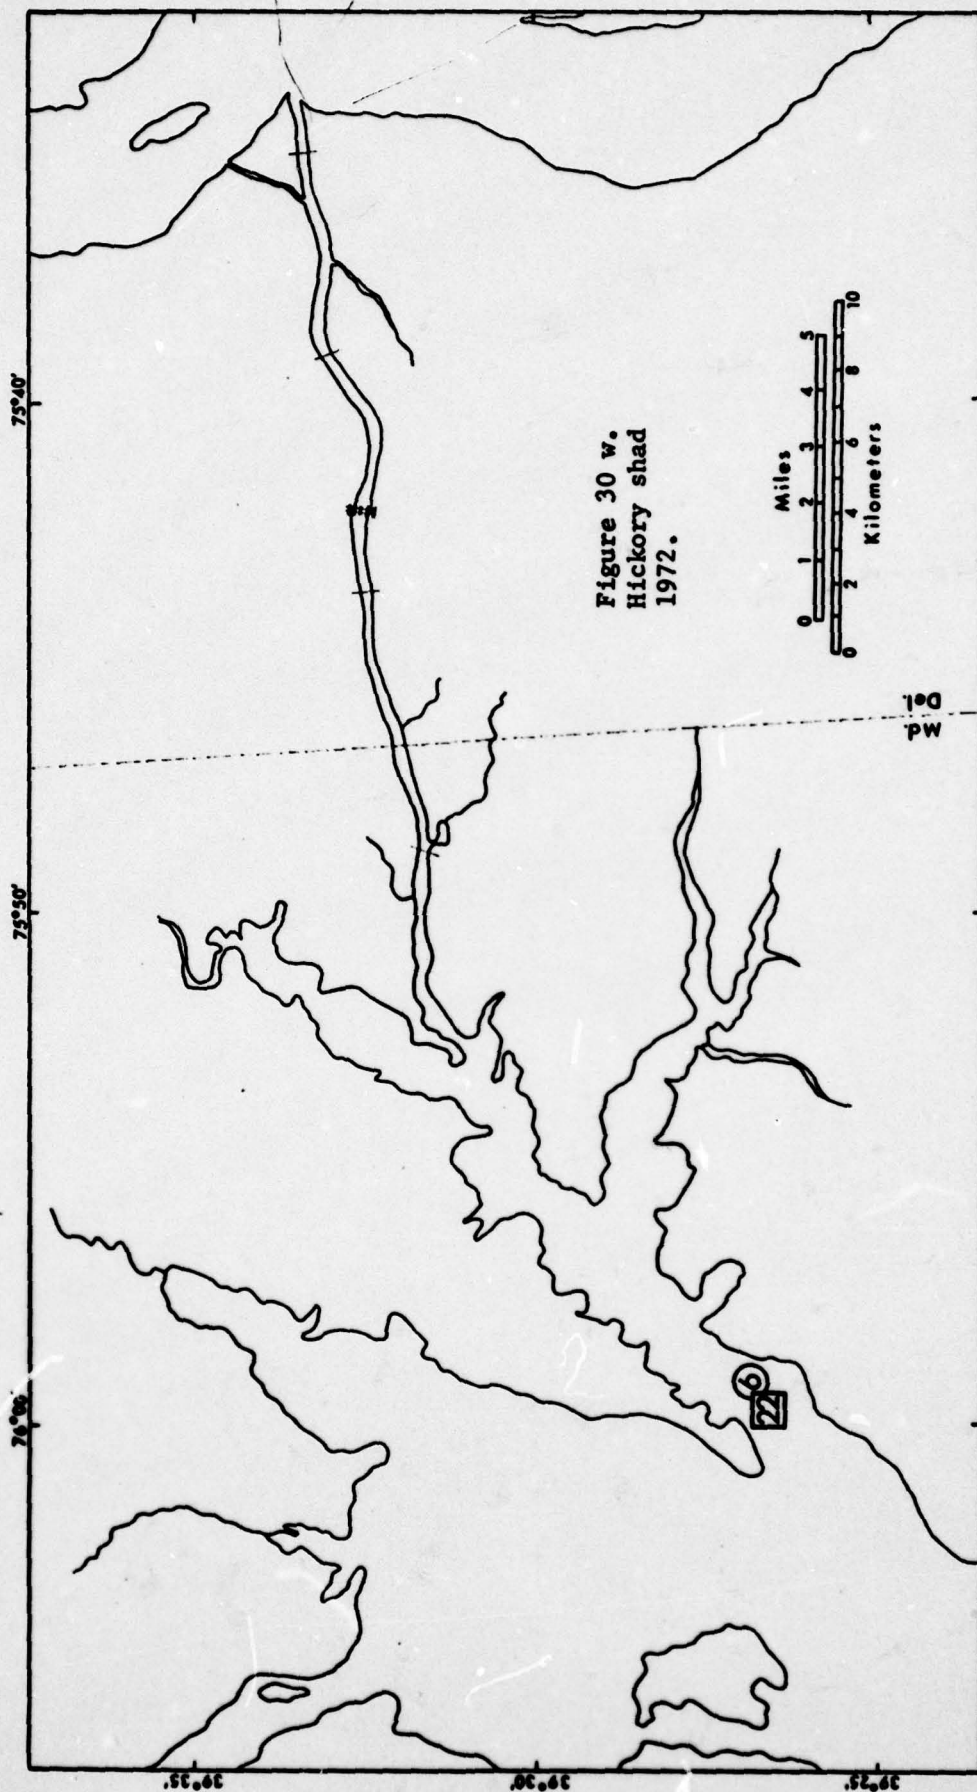 76°00'
75°50'
75°40'
39°35'
39°30'
39°25'
Figure 30 w.
Hickory shad
1972.
Miles
0 1 2 3 4 5
0 2 4 6 8 10
Kilometers
Md.
Del.
6
22